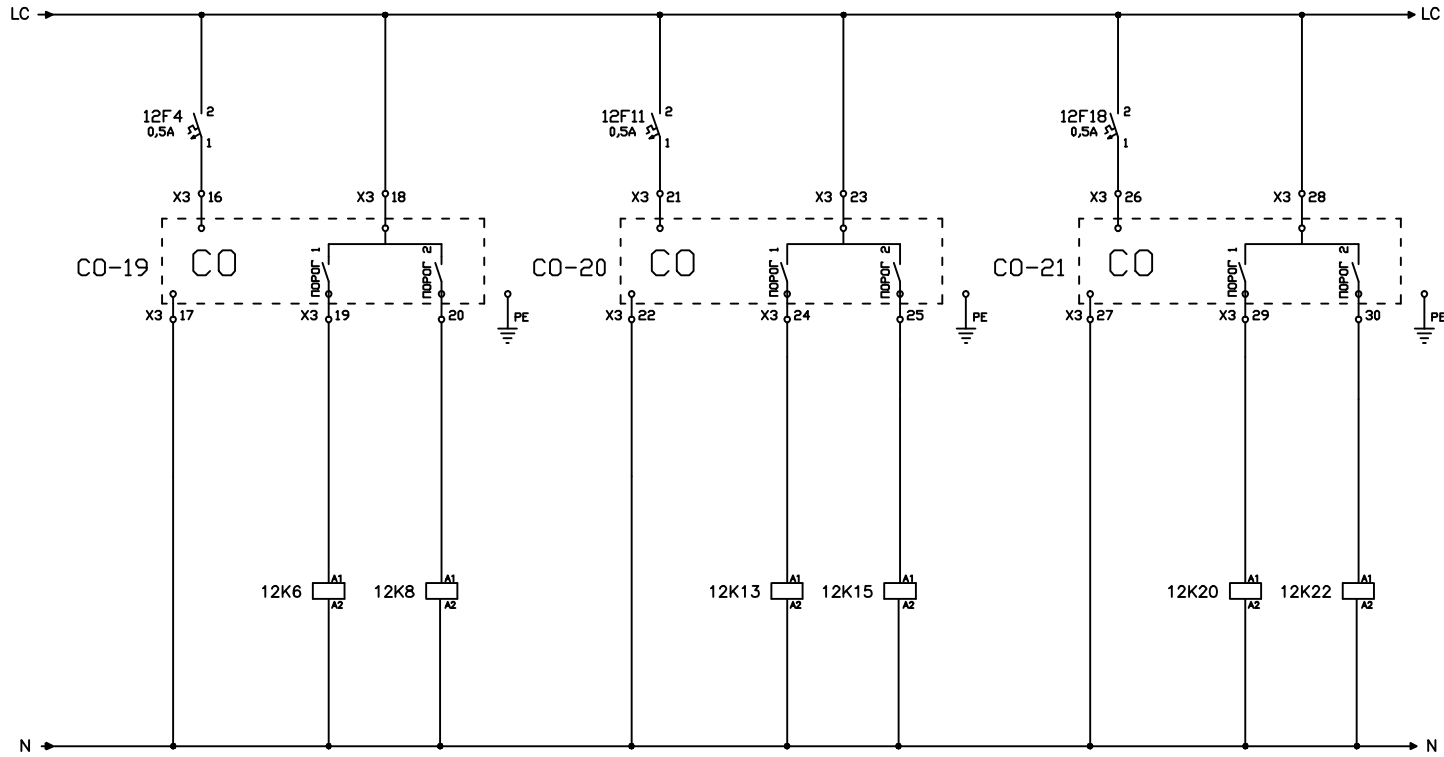 LC LC
12F4 2 12F11 2 12F18 2
0,5A 1 0,5A 1 0,5A 1
X3 16 X3 18 X3 21 X3 23 X3 26 X3 28
CO-19 CO ПОРОГ 1 ПОРОГ 2 CO-20 CO ПОРОГ 1 ПОРОГ 2 CO-21 CO ПОРОГ 1 ПОРОГ 2
X3 17 X3 19 20 PE X3 22 X3 24 25 PE X3 27 X3 29 30 PE
A1 A1 A1 A1 A1 A1
12K6 12K8 12K13 12K15 12K20 12K22
A2 A2 A2 A2 A2 A2
N N